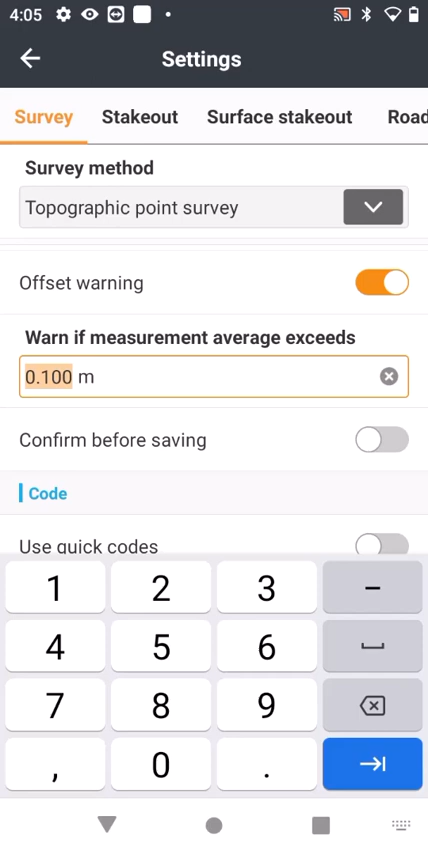 4:05
Settings
Survey Stakeout Surface stakeout Road
Survey method
Topographic point survey
Offset warning
Warn if measurement average exceeds
0.100 m
Confirm before saving
Code
Use quick codes
1 2 3 –
4 5 6
7 8 9
, 0 .